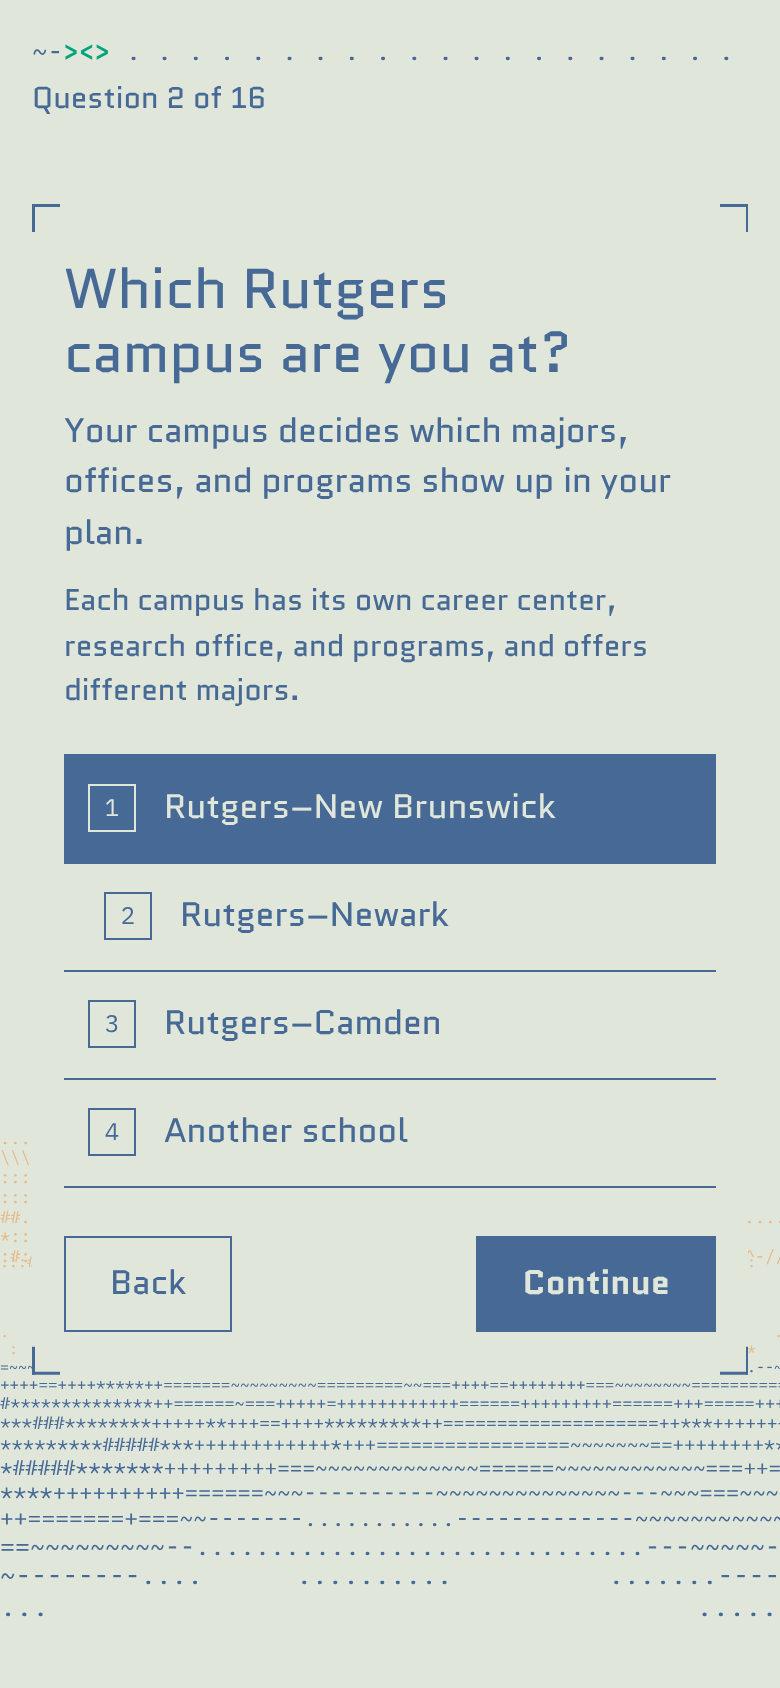 ~-><> . . . . . . . . . . . . . . . . . . . .
Question 2 of 16
Which Rutgers
campus are you at?
Your campus decides which majors,
offices, and programs show up in your
plan.
Each campus has its own career center,
research office, and programs, and offers
different majors.
1 Rutgers–New Brunswick
2 Rutgers–Newark
3 Rutgers–Camden
4 Another school
Back
Continue